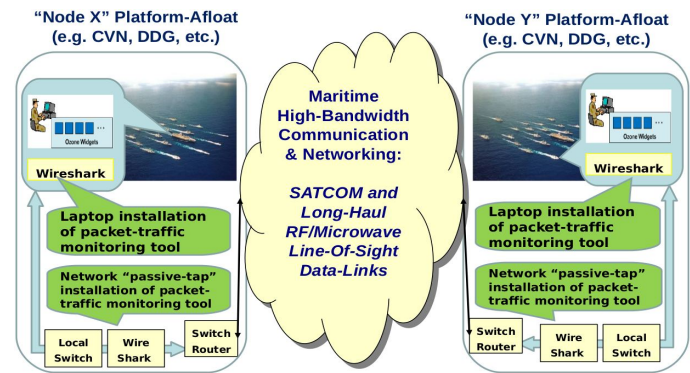 “Node X” Platform-Afloat
(e.g. CVN, DDG, etc.)
Ozone Widgets
Wireshark
Laptop installation
of packet-traffic
monitoring tool
Network “passive-tap”
installation of packet-
traffic monitoring tool
Local
Switch
Wire
Shark
Switch
Router
Maritime
High-Bandwidth
Communication
& Networking:
SATCOM and
Long-Haul
RF/Microwave
Line-Of-Sight
Data-Links
“Node Y” Platform-Afloat
(e.g. CVN, DDG, etc.)
Ozone Widgets
Wireshark
Laptop installation
of packet-traffic
monitoring tool
Network “passive-tap”
installation of packet-
traffic monitoring tool
Switch
Router
Wire
Shark
Local
Switch